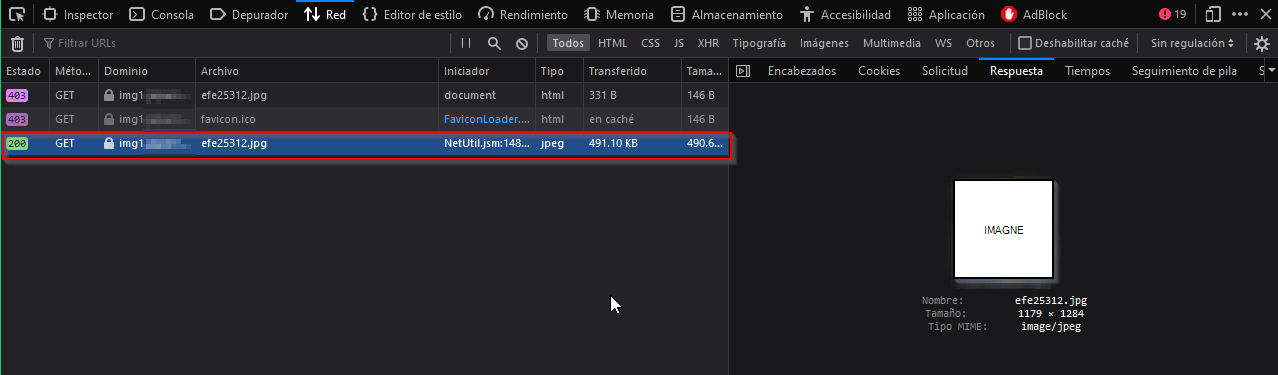 Inspector Consola Depurador Red Editor de estilo Rendimiento Memoria Almacenamiento Accesibilidad Aplicación AdBlock 19
Filtrar URLs Todos HTML CSS JS XHR Tipografía Imágenes Multimedia WS Otros Deshabilitar caché Sin regulación
Estado Méto... Dominio Archivo Iniciador Tipo Transferido Tama... Encabezados Cookies Solicitud Respuesta Tiempos Seguimiento de pila S
403 GET img1 efe25312.jpg document html 331 B 146 B
403 GET img1 favicon.ico FaviconLoader.... html en caché 146 B
200 GET img1 efe25312.jpg NetUtil.jsm:148... jpeg 491.10 KB 490.6...
IMAGNE
Nombre: efe25312.jpg
Tamaño: 1179 × 1284
Tipo MIME: image/jpeg